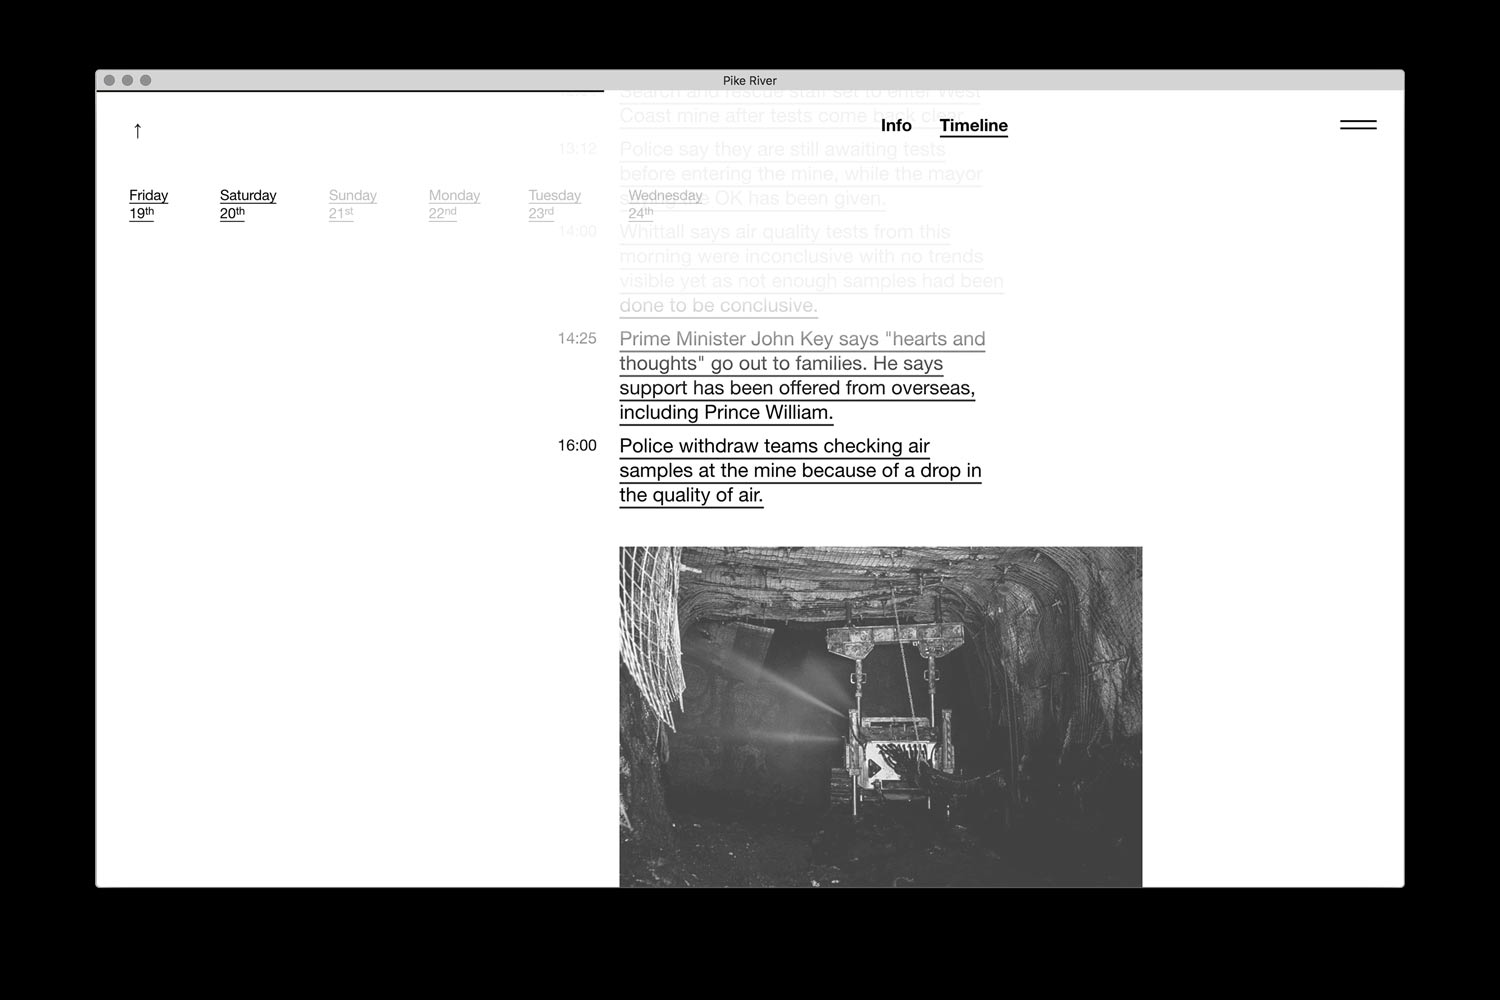 Pike River
↑
Info Timeline
Friday
19th
Saturday
20th
Sunday
21st
Monday
22nd
Tuesday
23rd
Wednesday
24th
Search and rescue staff set to enter West
Coast mine after tests come back clear.
13:12
Police say they are still awaiting tests
before entering the mine, while the mayor
OK has been given.
14:00
Whittall says air quality tests from this
morning were inconclusive with no trends
visible yet as not enough samples had been
done to be conclusive.
14:25
Prime Minister John Key says "hearts and
thoughts" go out to families. He says
support has been offered from overseas,
including Prince William.
16:00
Police withdraw teams checking air
samples at the mine because of a drop in
the quality of air.